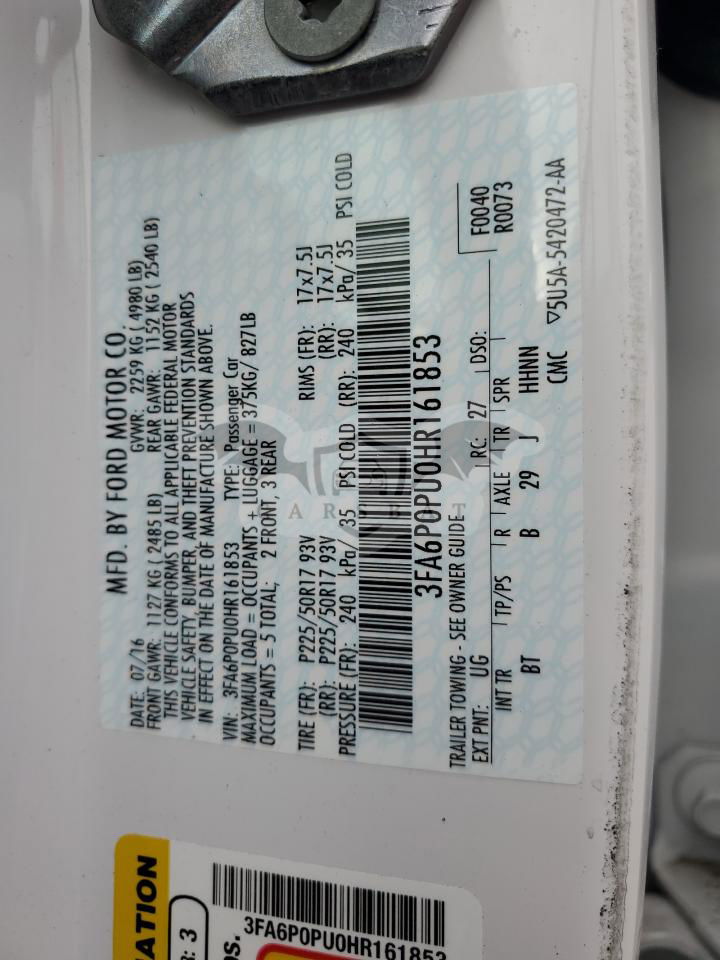 MFD. BY FORD MOTOR CO.
DATE: 07/16 GVWR: 2259 KG ( 4980 LB)
FRONT GAWR: 1127 KG ( 2485 LB) REAR GAWR: 1152 KG ( 2540 LB)
THIS VEHICLE CONFORMS TO ALL APPLICABLE FEDERAL MOTOR
VEHICLE SAFETY, BUMPER, AND THEFT PREVENTION STANDARDS
IN EFFECT ON THE DATE OF MANUFACTURE SHOWN ABOVE.
VIN: 3FA6P0PU0HR161853 TYPE: Passenger Car
MAXIMUM LOAD = OCCUPANTS + LUGGAGE = 375KG/ 827LB
OCCUPANTS = 5 TOTAL; 2 FRONT, 3 REAR
TIRE (FR): P225/50R17 93V RIMS (FR): 17x7.5J
(RR): P225/50R17 93V (RR): 17x7.5J
PRESSURE (FR): 240 kPa/ 35 PSI COLD (RR): 240 kPa/ 35 PSI COLD
3FA6P0PU0HR161853
TRAILER TOWING - SEE OWNER GUIDE
EXT PNT: UG RC: 27 DSO: F0040
R0073
INT TR TP/PS R AXLE TR SPR
BT B 29 J HHNN
CMC ▽5U5A-5420472-AA
3FA6P0PU0HR161853